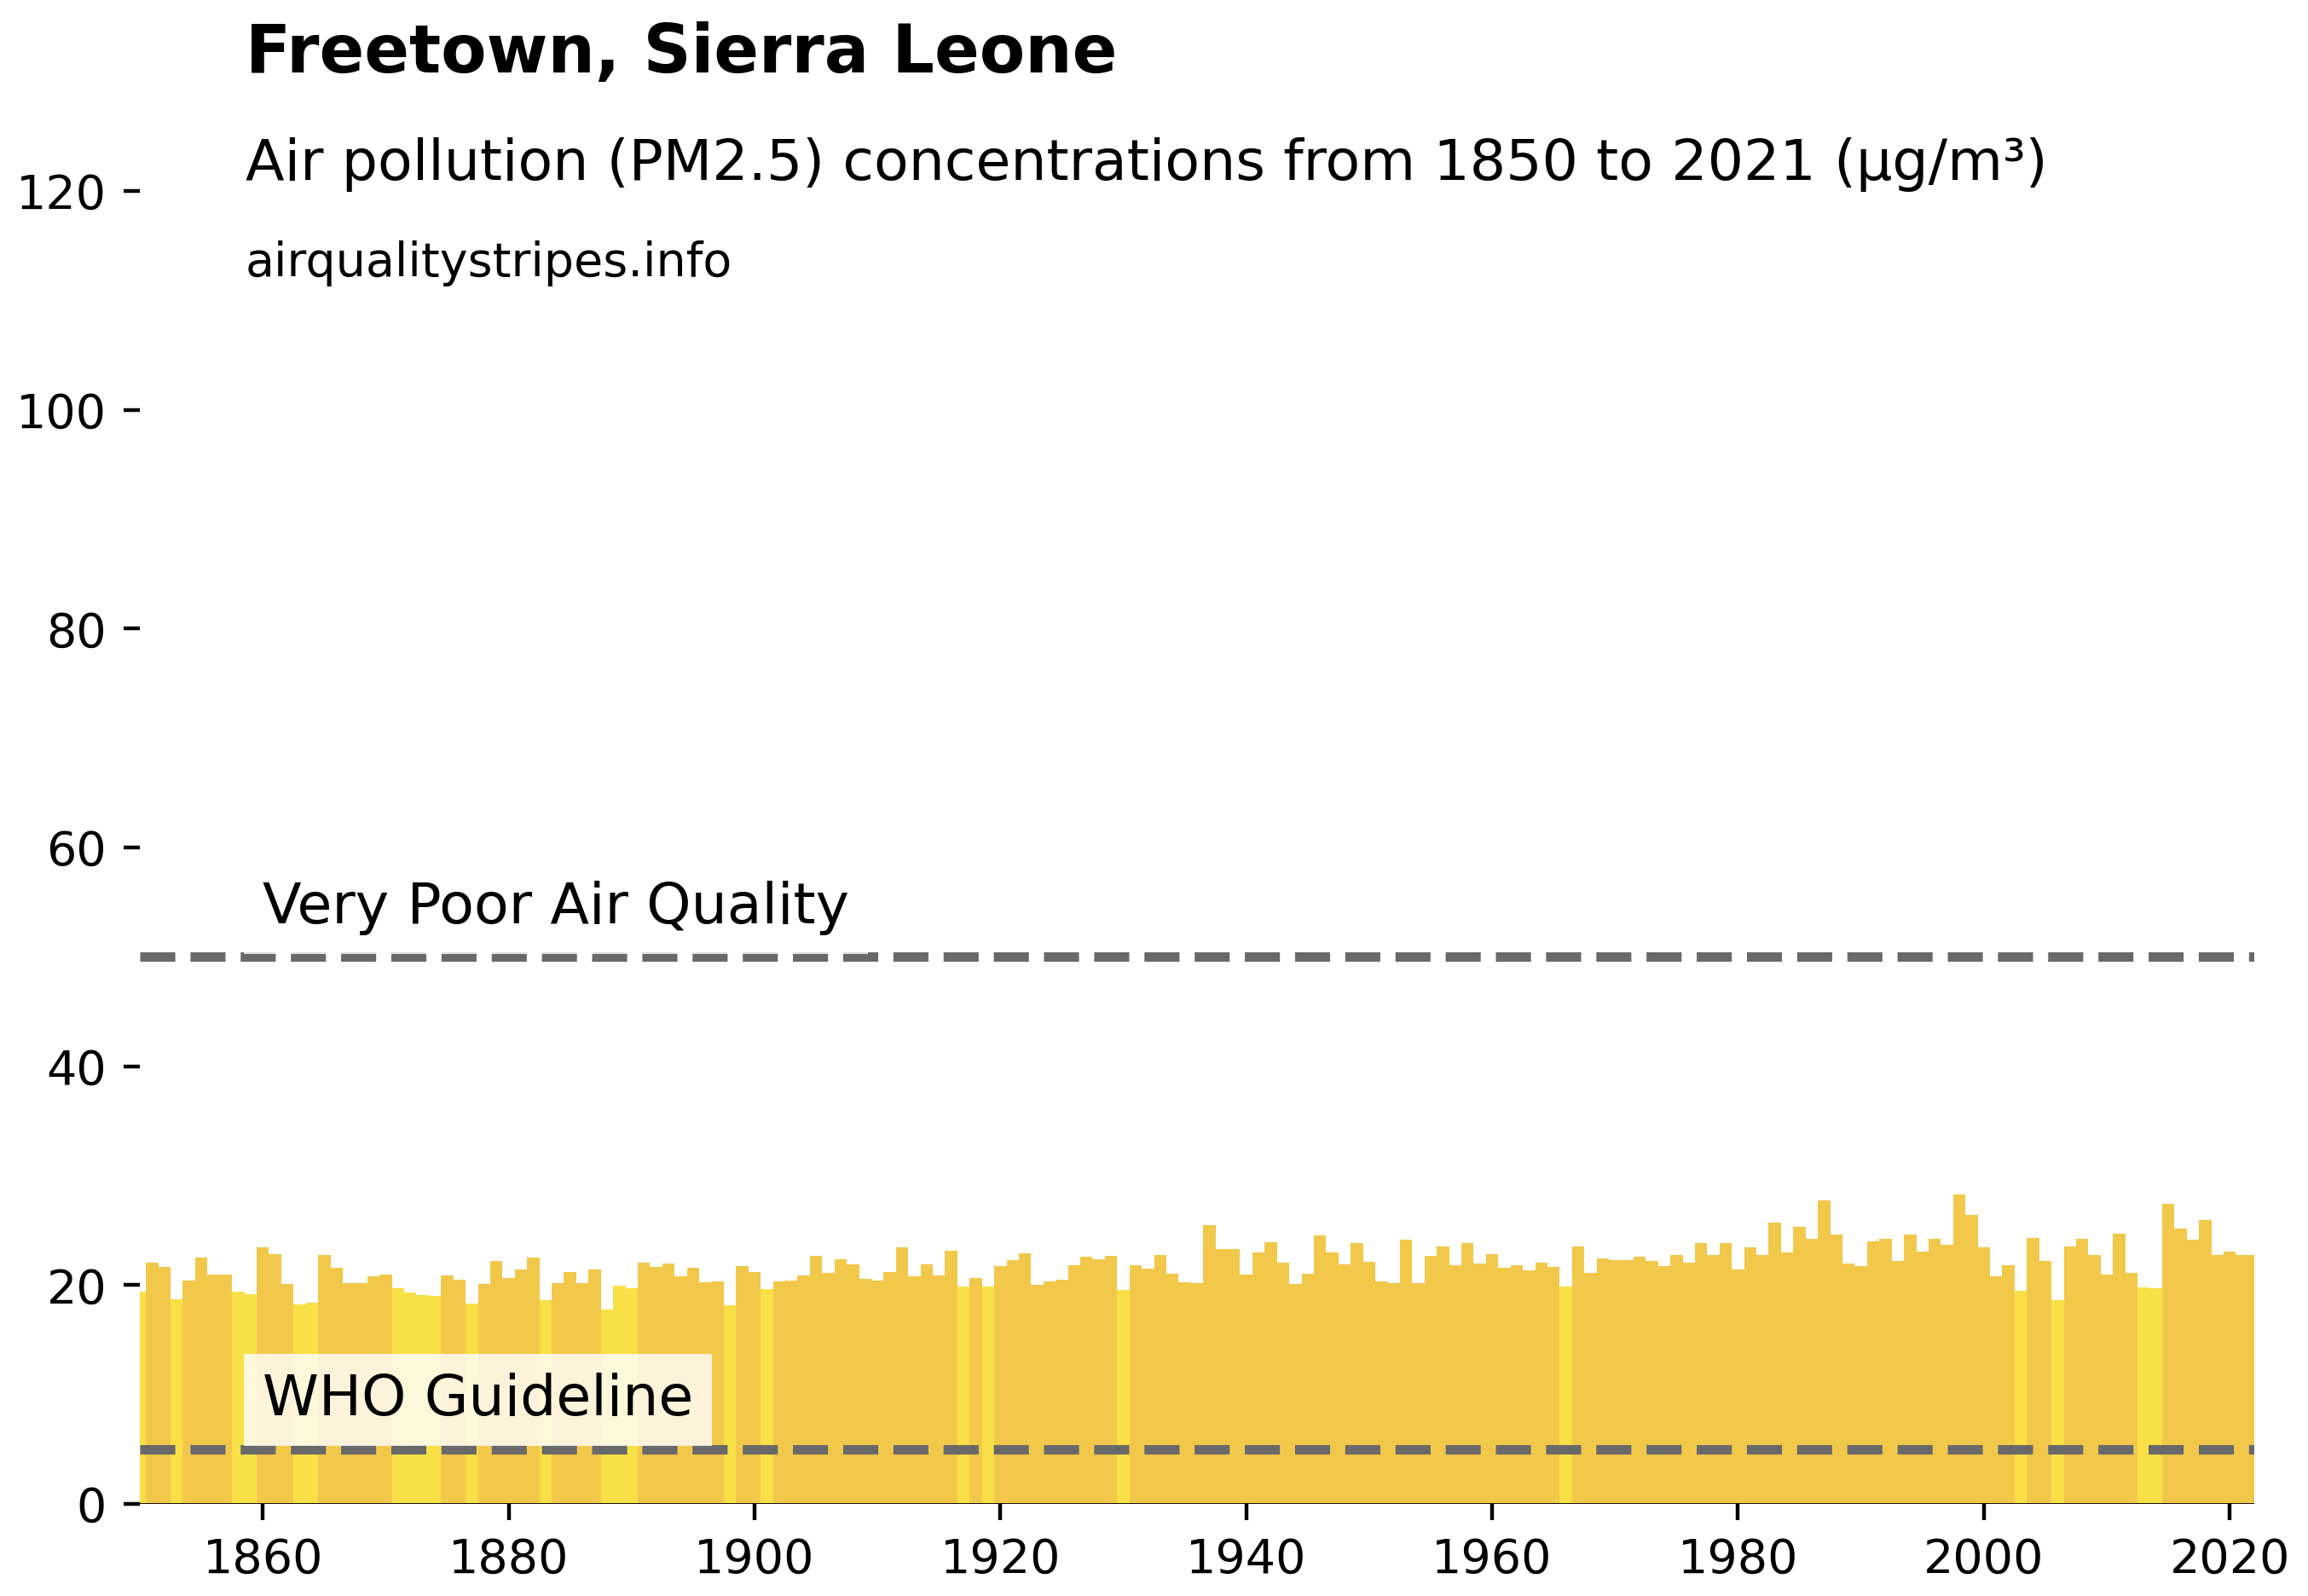 Freetown, Sierra Leone
Air pollution (PM2.5) concentrations from 1850 to 2021 (µg/m³)
airqualitystripes.info
120
100
80
60
Very Poor Air Quality
40
20
WHO Guideline
0
1860 1880 1900 1920 1940 1960 1980 2000 2020